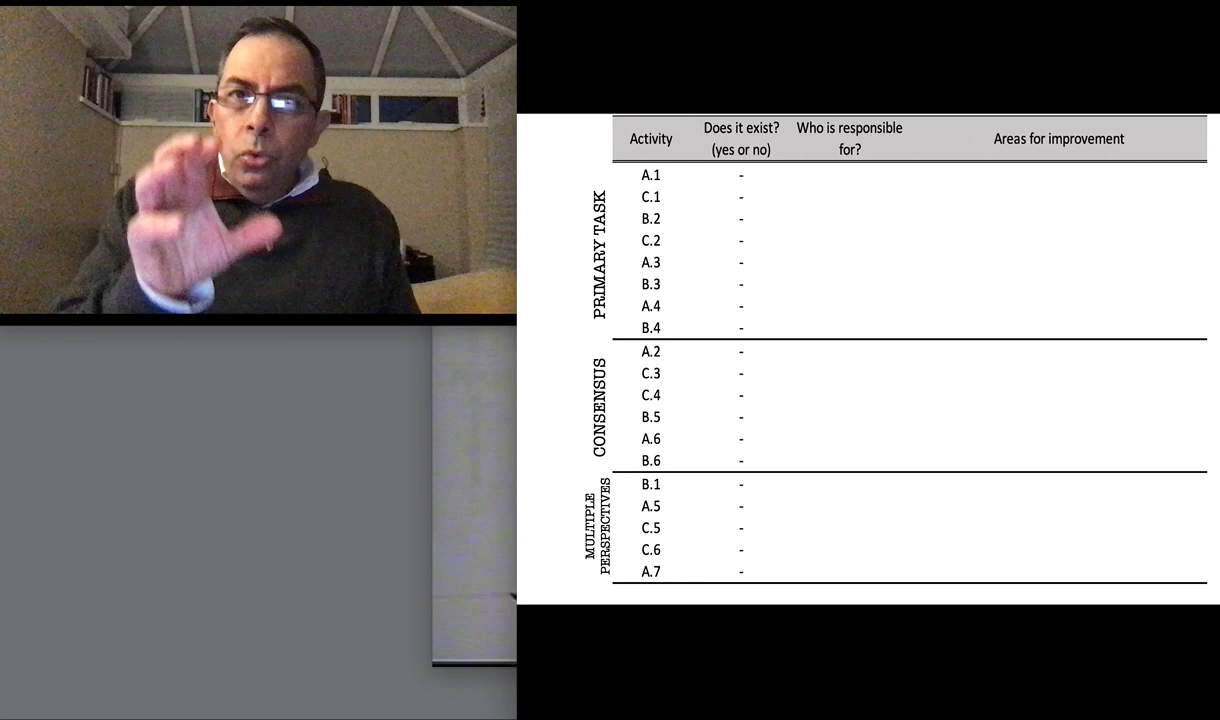 Activity
Does it exist?
(yes or no)
Who is responsible
for?
Areas for improvement
PRIMARY TASK
A.1 -
C.1 -
B.2 -
C.2 -
A.3 -
B.3 -
A.4 -
B.4 -
CONSENSUS
A.2 -
C.3 -
C.4 -
B.5 -
A.6 -
B.6 -
MULTIPLE
PERSPECTIVES
B.1 -
A.5 -
C.5 -
C.6 -
A.7 -